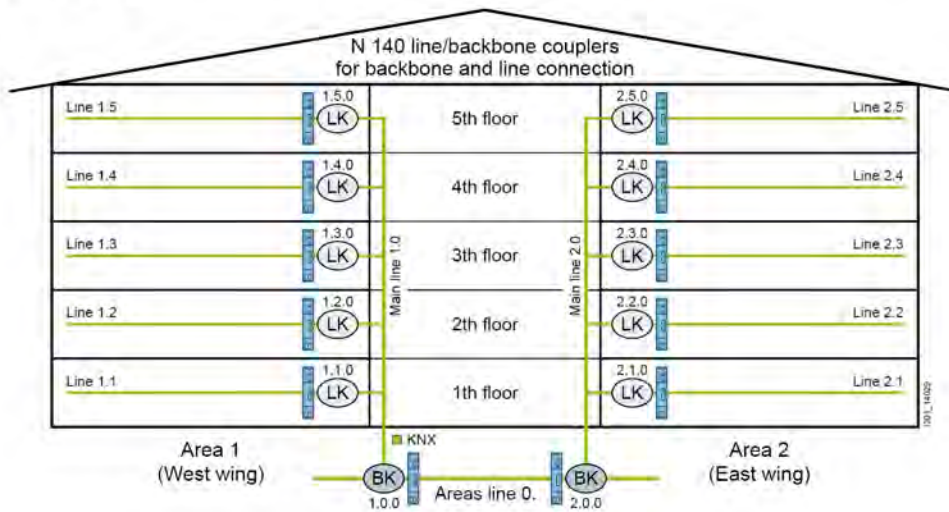 N 140 line/backbone couplers
for backbone and line connection
Line 1.5
1.5.0
LK
5th floor
2.5.0
LK
Line 2.5
Line 1.4
1.4.0
LK
4th floor
2.4.0
LK
Line 2.4
Line 1.3
1.3.0
LK
Main line 1.0
3th floor
Main line 2.0
2.3.0
LK
Line 2.3
Line 1.2
1.2.0
LK
2th floor
2.2.0
LK
Line 2.2
Line 1.1
1.1.0
LK
1th floor
2.1.0
LK
Line 2.1
Area 1
(West wing)
KNX
BK
1.0.0
Areas line 0.
BK
2.0.0
Area 2
(East wing)